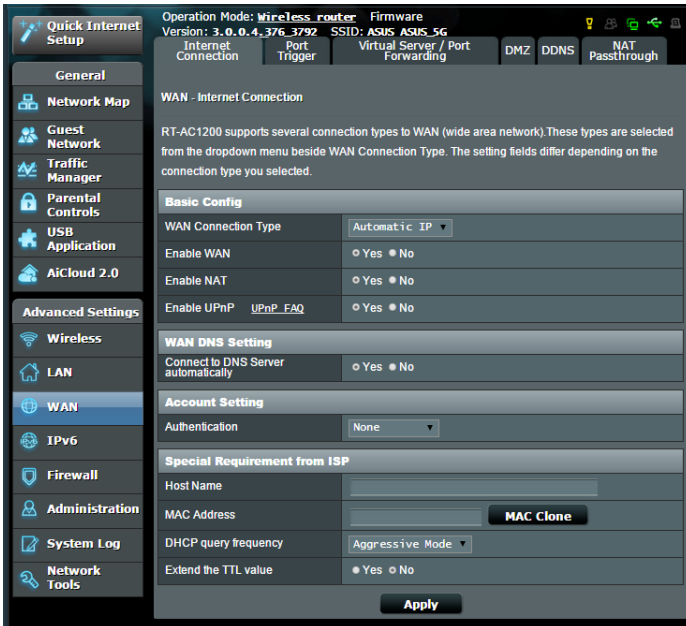 Quick Internet
Setup
General
Network Map
Guest
Network
Traffic
Manager
Parental
Controls
USB
Application
AiCloud 2.0
Advanced Settings
Wireless
LAN
WAN
IPv6
Firewall
Administration
System Log
Network
Tools
Operation Mode: Wireless router Firmware
Version: 3.0.0.4.376_3792 SSID: ASUS ASUS_5G
Internet
Connection
Port
Trigger
Virtual Server / Port
Forwarding
DMZ
DDNS
NAT
Passthrough
WAN - Internet Connection
RT-AC1200 supports several connection types to WAN (wide area network).These types are selected
from the dropdown menu beside WAN Connection Type. The setting fields differ depending on the
connection type you selected.
Basic Config
WAN Connection Type Automatic IP
Enable WAN Yes No
Enable NAT Yes No
Enable UPnP UPnP FAQ Yes No
WAN DNS Setting
Connect to DNS Server
automatically Yes No
Account Setting
Authentication None
Special Requirement from ISP
Host Name
MAC Address MAC Clone
DHCP query frequency Aggressive Mode
Extend the TTL value Yes No
Apply